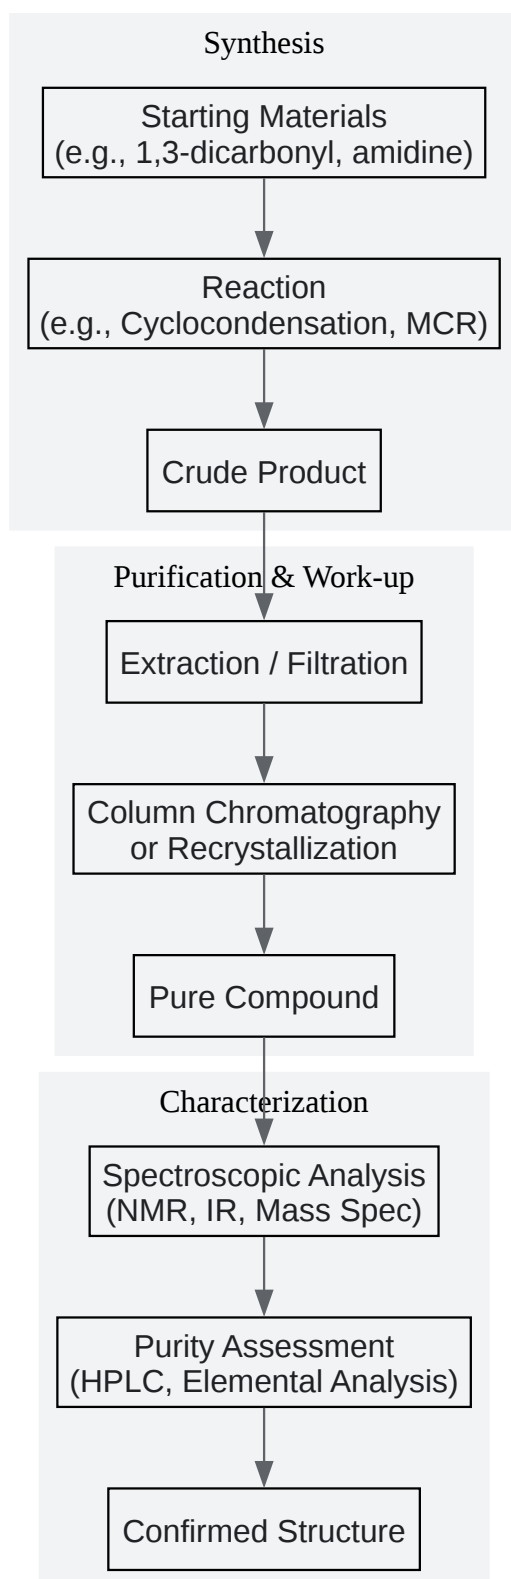 Synthesis
Starting Materials
(e.g., 1,3-dicarbonyl, amidine)
Reaction
(e.g., Cyclocondensation, MCR)
Crude Product
Purification & Work-up
Extraction / Filtration
Column Chromatography
or Recrystallization
Pure Compound
Characterization
Spectroscopic Analysis
(NMR, IR, Mass Spec)
Purity Assessment
(HPLC, Elemental Analysis)
Confirmed Structure